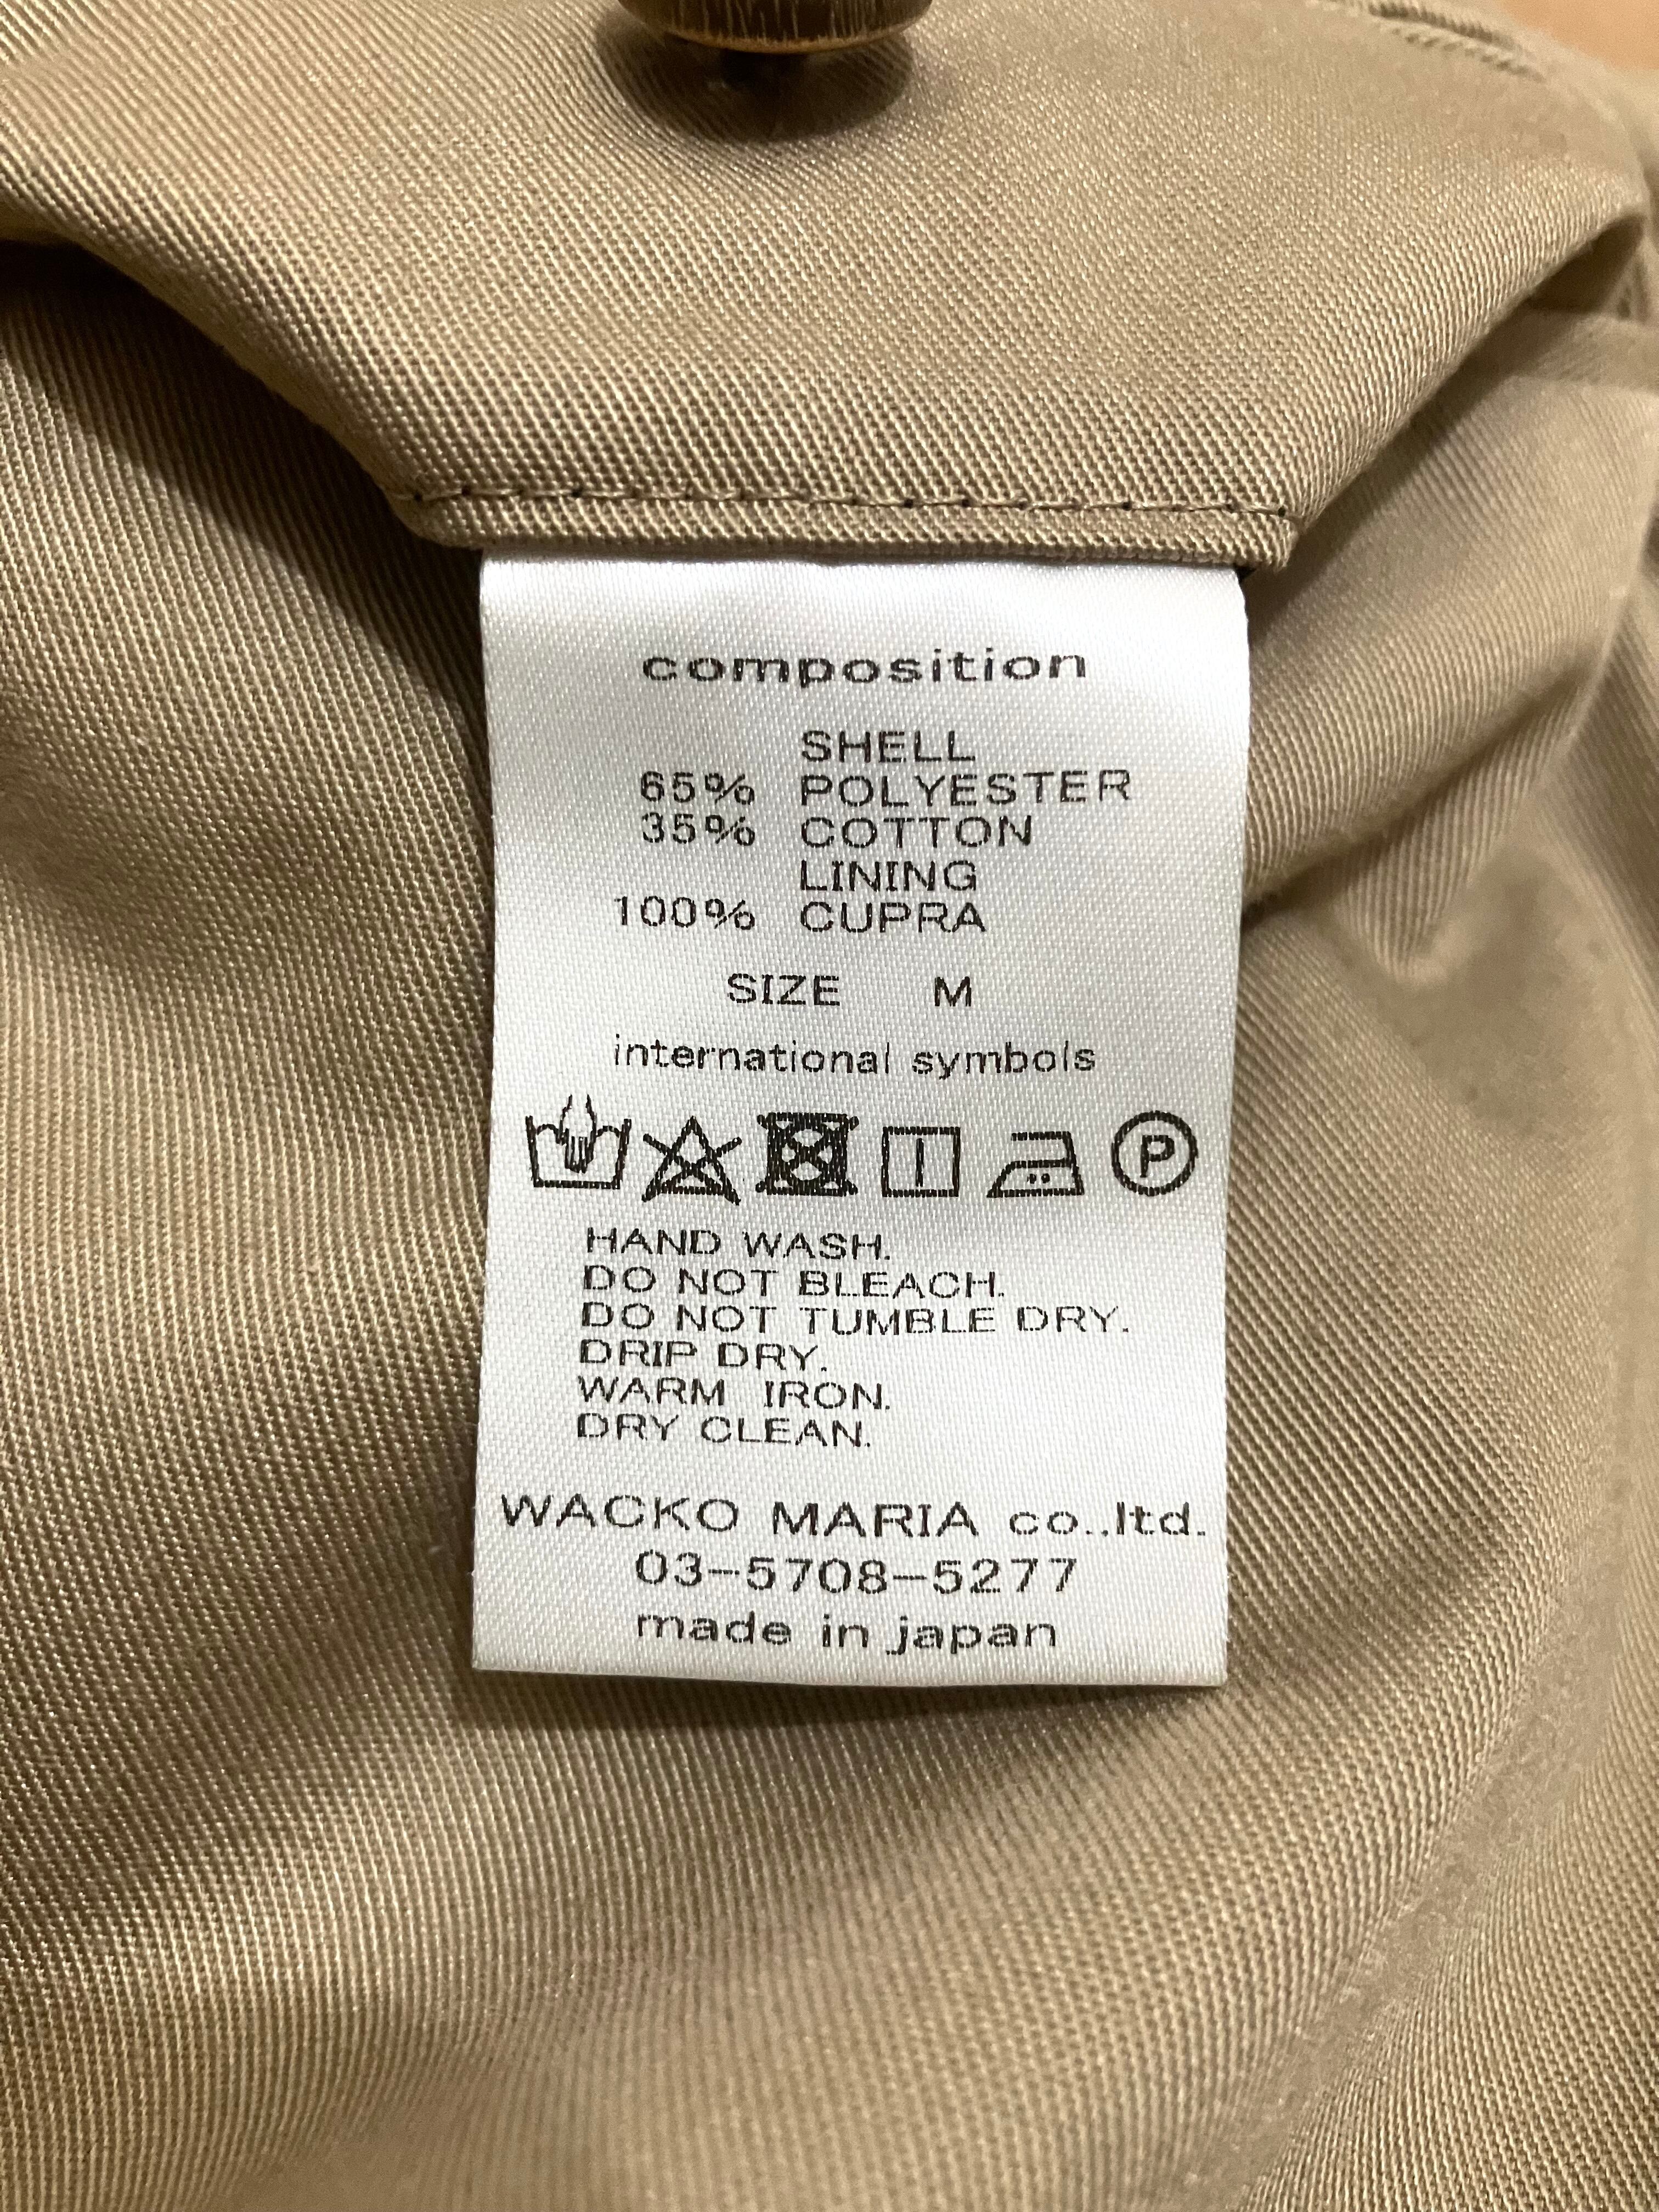 composition
SHELL
65% POLYESTER
35% COTTON
LINING
100% CUPRA
SIZE M
international symbols
P
HAND WASH.
DO NOT BLEACH.
DO NOT TUMBLE DRY.
DRIP DRY.
WARM IRON.
DRY CLEAN.
WACKO MARIA co.,ltd.
03-5708-5277
made in japan